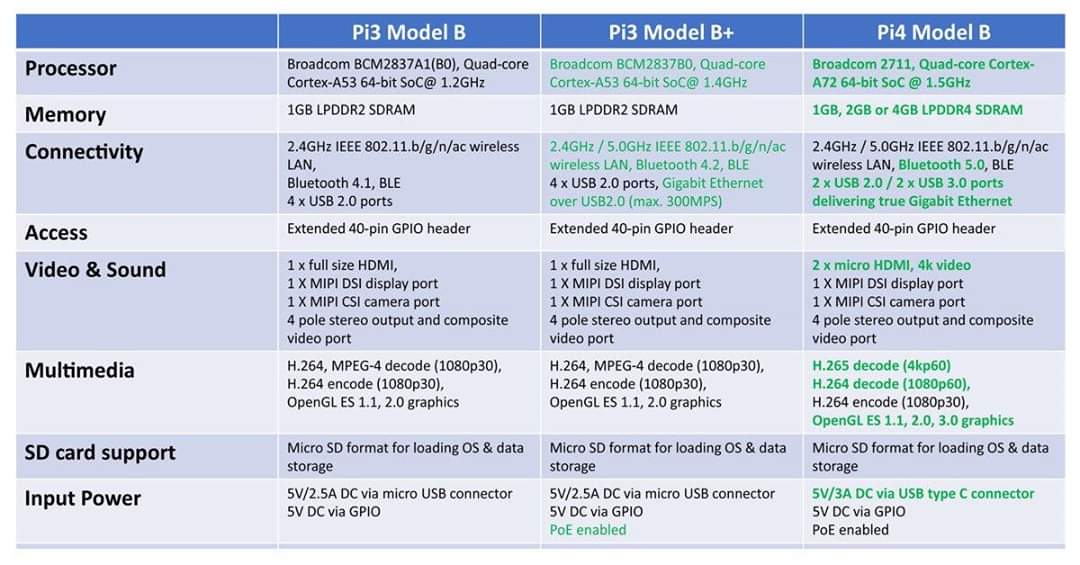 Pi3 Model B
Pi3 Model B+
Pi4 Model B
Processor
Broadcom BCM2837A1(B0), Quad-core
Cortex-A53 64-bit SoC@ 1.2GHz
Broadcom BCM2837B0, Quad-core
Cortex-A53 64-bit SoC@ 1.4GHz
Broadcom 2711, Quad-core Cortex-
A72 64-bit SoC @ 1.5GHz
Memory
1GB LPDDR2 SDRAM
1GB LPDDR2 SDRAM
1GB, 2GB or 4GB LPDDR4 SDRAM
Connectivity
2.4GHz IEEE 802.11.b/g/n/ac wireless
LAN,
Bluetooth 4.1, BLE
4 x USB 2.0 ports
2.4GHz / 5.0GHz IEEE 802.11.b/g/n/ac
wireless LAN, Bluetooth 4.2, BLE
4 x USB 2.0 ports, Gigabit Ethernet
over USB2.0 (max. 300MPS)
2.4GHz / 5.0GHz IEEE 802.11.b/g/n/ac
wireless LAN, Bluetooth 5.0, BLE
2 x USB 2.0 / 2 x USB 3.0 ports
delivering true Gigabit Ethernet
Access
Extended 40-pin GPIO header
Extended 40-pin GPIO header
Extended 40-pin GPIO header
Video & Sound
1 x full size HDMI,
1 X MIPI DSI display port
1 X MIPI CSI camera port
4 pole stereo output and composite
video port
1 x full size HDMI,
1 X MIPI DSI display port
1 X MIPI CSI camera port
4 pole stereo output and composite
video port
2 x micro HDMI, 4k video
1 X MIPI DSI display port
1 X MIPI CSI camera port
4 pole stereo output and composite
video port
Multimedia
H.264, MPEG-4 decode (1080p30),
H.264 encode (1080p30),
OpenGL ES 1.1, 2.0 graphics
H.264, MPEG-4 decode (1080p30),
H.264 encode (1080p30),
OpenGL ES 1.1, 2.0 graphics
H.265 decode (4kp60)
H.264 decode (1080p60),
H.264 encode (1080p30),
OpenGL ES 1.1, 2.0, 3.0 graphics
SD card support
Micro SD format for loading OS & data
storage
Micro SD format for loading OS & data
storage
Micro SD format for loading OS & data
storage
Input Power
5V/2.5A DC via micro USB connector
5V DC via GPIO
5V/2.5A DC via micro USB connector
5V DC via GPIO
PoE enabled
5V/3A DC via USB type C connector
5V DC via GPIO
PoE enabled